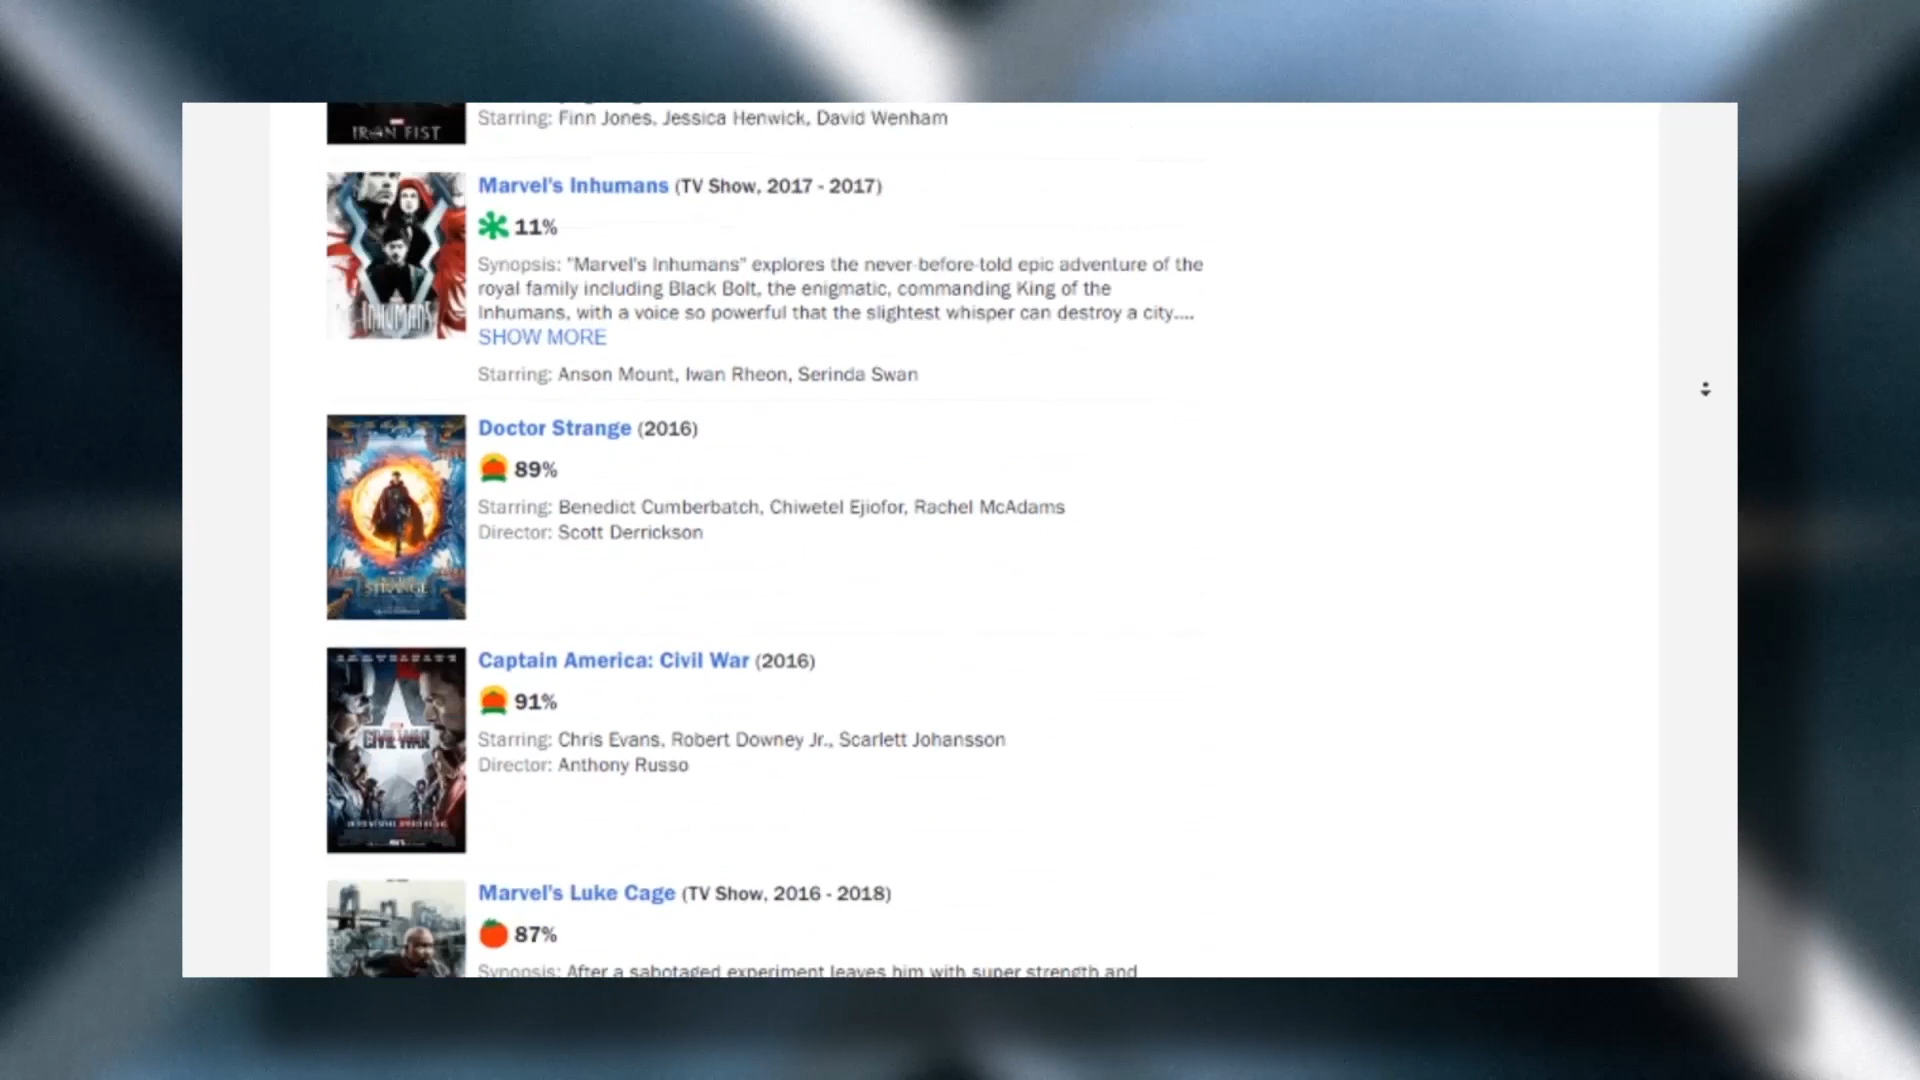 IRON FIST
Starring: Finn Jones, Jessica Henwick, David Wenham
INHUMANS
Marvel's Inhumans (TV Show, 2017 - 2017)
11%
Synopsis: "Marvel's Inhumans" explores the never-before-told epic adventure of the
royal family including Black Bolt, the enigmatic, commanding King of the
Inhumans, with a voice so powerful that the slightest whisper can destroy a city....
SHOW MORE
Starring: Anson Mount, Iwan Rheon, Serinda Swan
STRANGE
Doctor Strange (2016)
89%
Starring: Benedict Cumberbatch, Chiwetel Ejiofor, Rachel McAdams
Director: Scott Derrickson
CIVIL WAR
Captain America: Civil War (2016)
91%
Starring: Chris Evans, Robert Downey Jr., Scarlett Johansson
Director: Anthony Russo
Marvel's Luke Cage (TV Show, 2016 - 2018)
87%
Synopsis: After a sabotaged experiment leaves him with super strength and